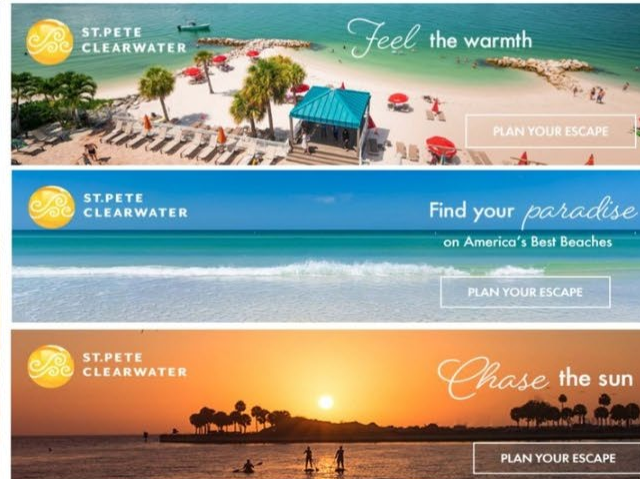 ST.PETE
CLEARWATER
Feel the warmth
PLAN YOUR ESCAPE
ST.PETE
CLEARWATER
Find your paradise
on America's Best Beaches
PLAN YOUR ESCAPE
ST.PETE
CLEARWATER
Chase the sun
PLAN YOUR ESCAPE